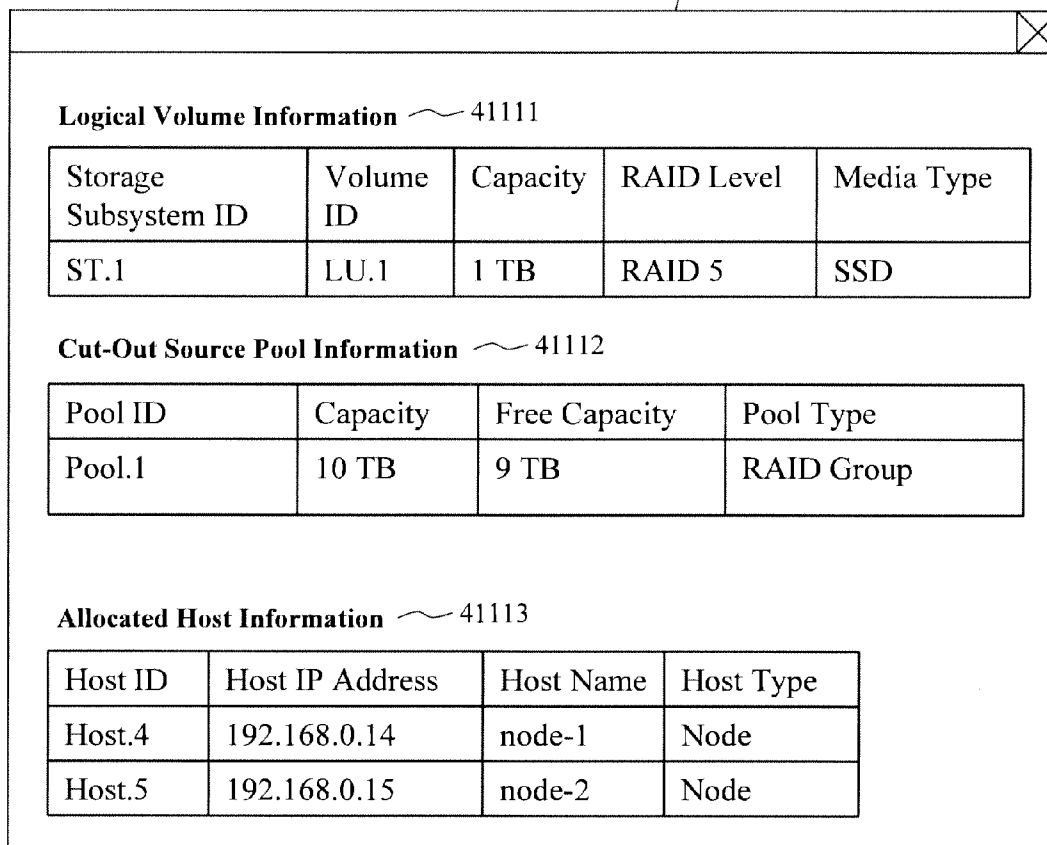 Logical Volume Information 41111
Storage Subsystem ID Volume ID Capacity RAID Level Media Type
ST.1 LU.1 1 TB RAID 5 SSD
Cut-Out Source Pool Information 41112
Pool ID Capacity Free Capacity Pool Type
Pool.1 10 TB 9 TB RAID Group
Allocated Host Information 41113
Host ID Host IP Address Host Name Host Type
Host.4 192.168.0.14 node-1 Node
Host.5 192.168.0.15 node-2 Node